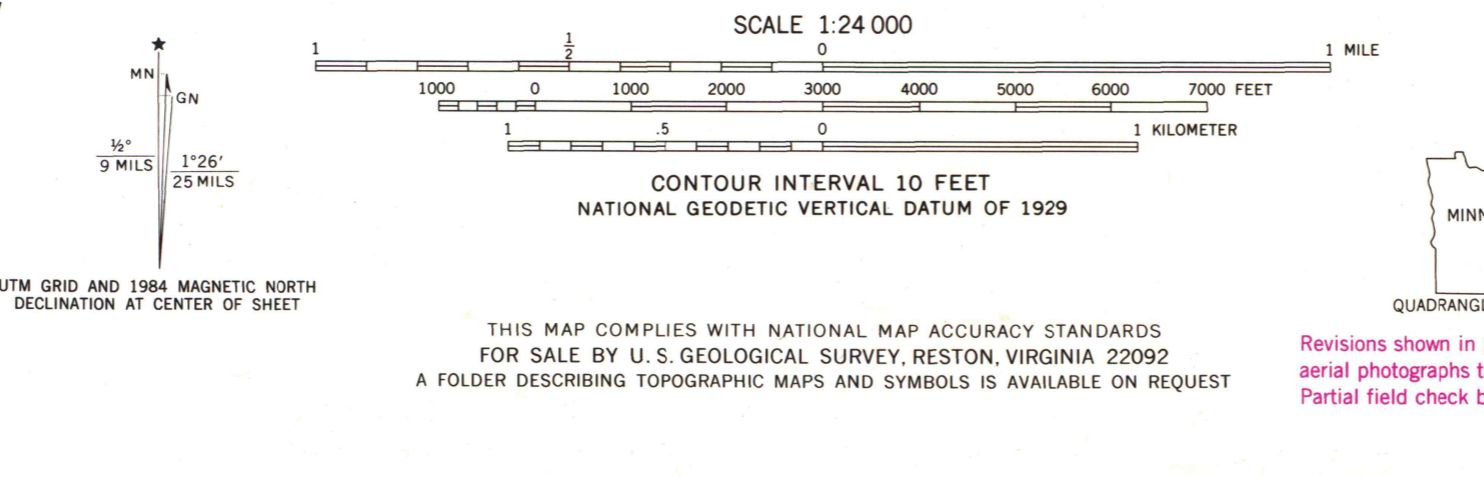 SCALE 1:24 000
1 ½ 0 1 MILE
1000 0 1000 2000 3000 4000 5000 6000 7000 FEET
1 .5 0 1 KILOMETER
CONTOUR INTERVAL 10 FEET
NATIONAL GEODETIC VERTICAL DATUM OF 1929
MN
GN
½°
9 MILS
1°26′
25 MILS
UTM GRID AND 1984 MAGNETIC NORTH
DECLINATION AT CENTER OF SHEET
THIS MAP COMPLIES WITH NATIONAL MAP ACCURACY STANDARDS
FOR SALE BY U. S. GEOLOGICAL SURVEY, RESTON, VIRGINIA 22092
A FOLDER DESCRIBING TOPOGRAPHIC MAPS AND SYMBOLS IS AVAILABLE ON REQUEST
MINN
QUADRANGL
Revisions shown in
aerial photographs t
Partial field check b